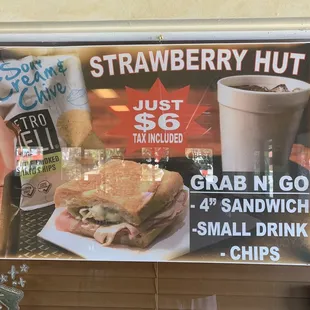 STRAWBERRY HUT
Sour
Cream &
Chive
JUST
$6
TAX INCLUDED
GRAB N' GO
- 4" SANDWICH
-SMALL DRINK
- CHIPS